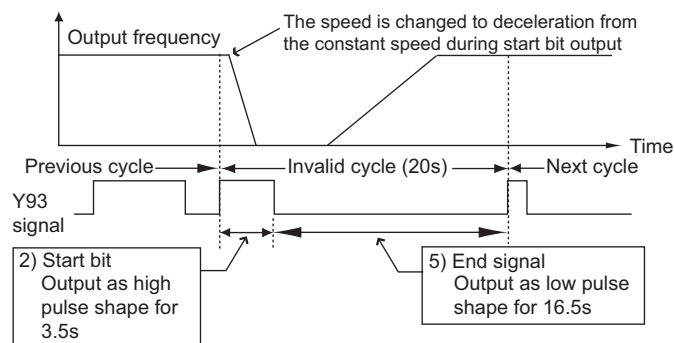 Output frequency
The speed is changed to deceleration from
the constant speed during start bit output
Time
Previous cycle
Invalid cycle (20s)
Next cycle
Y93
signal
2) Start bit
Output as high
pulse shape for
3.5s
5) End signal
Output as low pulse
shape for 16.5s